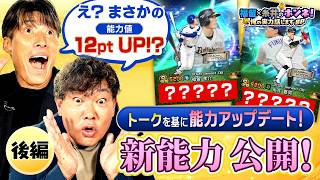 え？まさかの
能力値
12pt UP!?
?????
?????
トークを基に能力アップデート！
後編
新能力 公開！